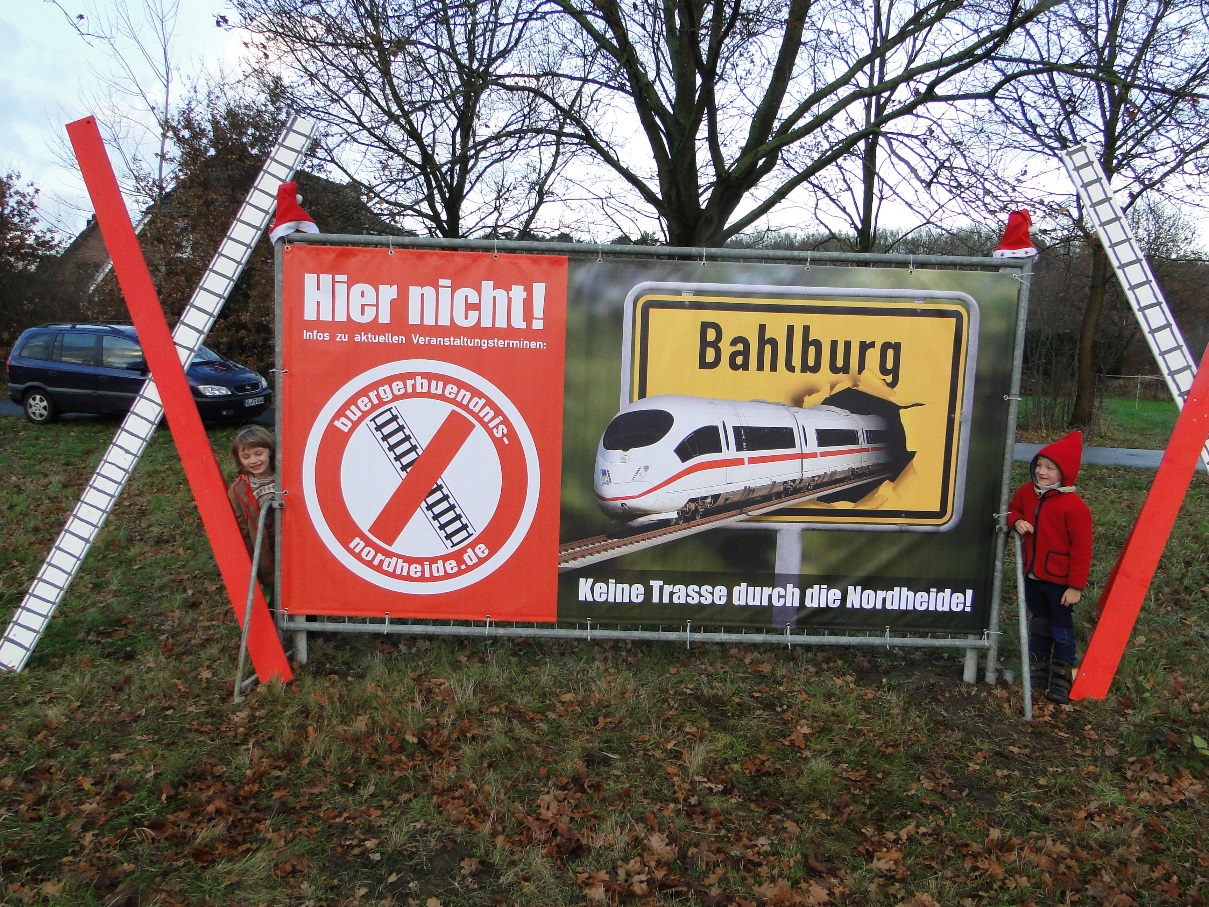 Hier nicht!
Infos zu aktuellen Veranstaltungsterminen:
buergerbuendnis-
nordheide.de
Bahlburg
Keine Trasse durch die Nordheide!